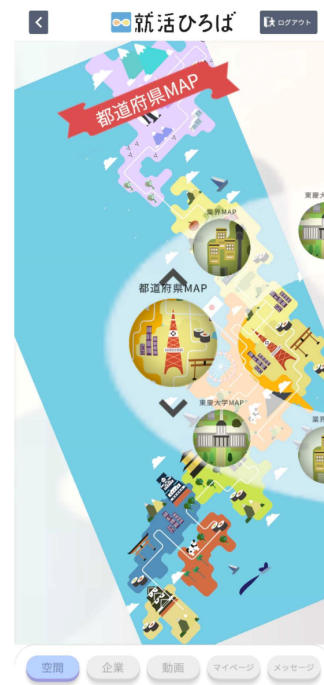 就活ひろば
ログアウト
都道府県MAP
東慶大
業界MAP
都道府県MAP
東慶大学MAP
業界
空間
企業
動画
マイページ
メッセージ